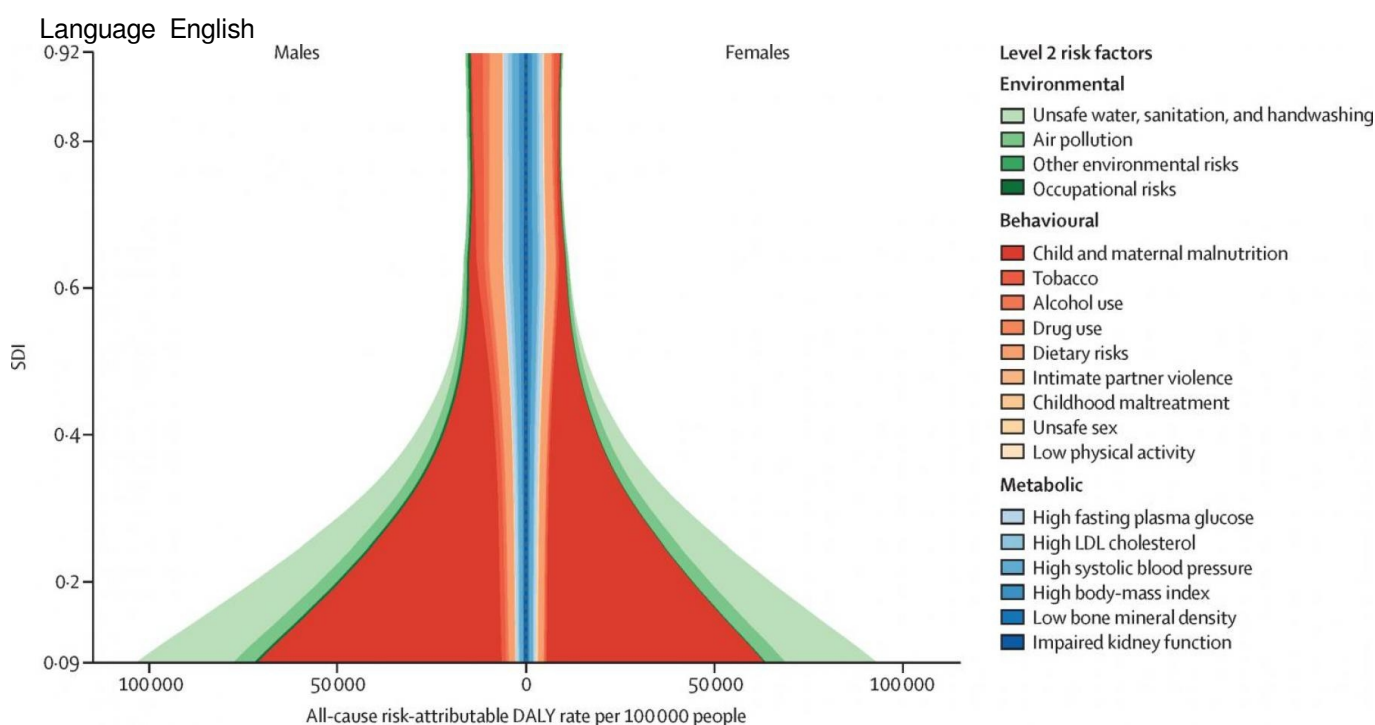 Language English
Males
Females
0·92
0·8
0·6
0·4
0·2
0·09
SDI
100 000
50 000
0
50 000
100 000
All-cause risk-attributable DALY rate per 100 000 people
Level 2 risk factors
Environmental
Unsafe water, sanitation, and handwashing
Air pollution
Other environmental risks
Occupational risks
Behavioural
Child and maternal malnutrition
Tobacco
Alcohol use
Drug use
Dietary risks
Intimate partner violence
Childhood maltreatment
Unsafe sex
Low physical activity
Metabolic
High fasting plasma glucose
High LDL cholesterol
High systolic blood pressure
High body-mass index
Low bone mineral density
Impaired kidney function